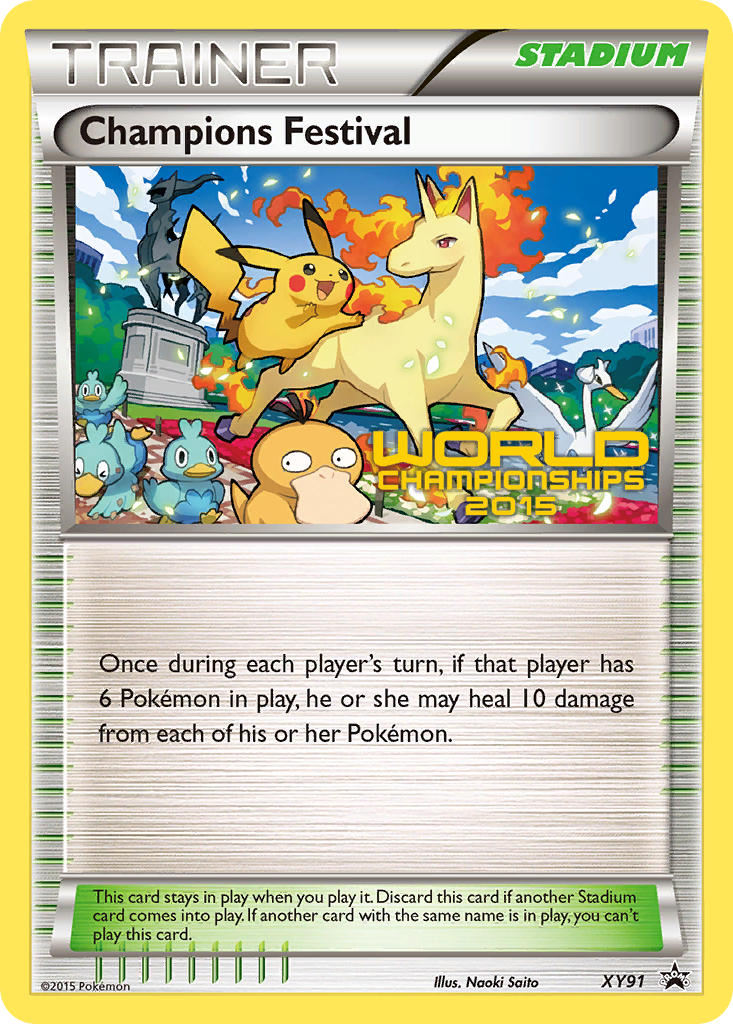 TRAINER
STADIUM
Champions Festival
WORLD
CHAMPIONSHIPS
2015
Once during each player's turn, if that player has
6 Pokémon in play, he or she may heal 10 damage
from each of his or her Pokémon.
This card stays in play when you play it. Discard this card if another Stadium
card comes into play. If another card with the same name is in play, you can't
play this card.
©2015 Pokémon
Illus. Naoki Saito
XY91
PROMO